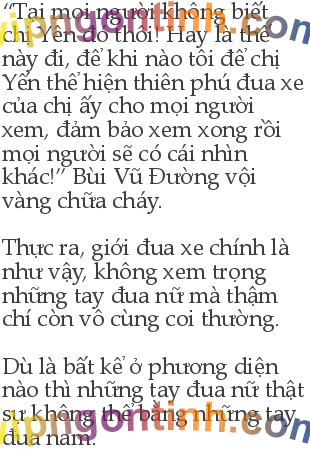 “Tại mọi người không biết
chị Yến đó thôi! Hay là thế
này đi, để khi nào tôi để chị
Yến thể hiện thiên phú đua xe
của chị ấy cho mọi người
xem, đảm bảo xem xong rồi
mọi người sẽ có cái nhìn
khác!” Bùi Vũ Đường vội
vàng chữa cháy.
Thực ra, giới đua xe chính là
như vậy, không xem trọng
những tay đua nữ mà thậm
chí còn vô cùng coi thường.
Dù là bất kể ở phương diện
nào thì những tay đua nữ thật
sự không thể bằng những tay
đua nam.
vipngontinh.com
vipngontinh.com